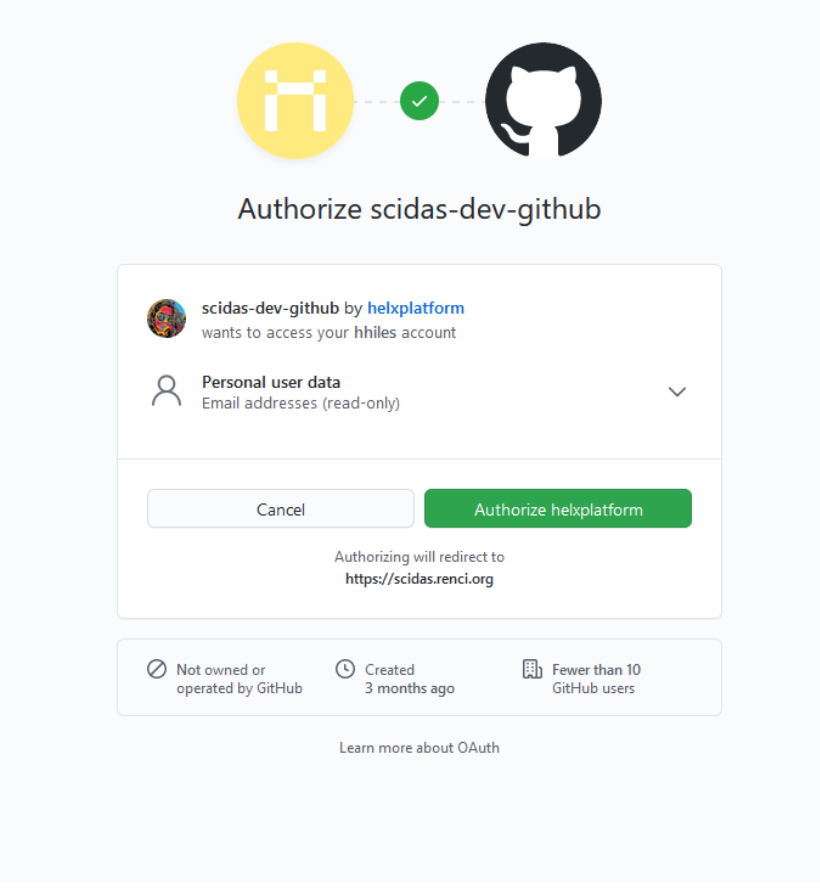 Authorize scidas-dev-github
scidas-dev-github by helxplatform
wants to access your hhiles account
Personal user data
Email addresses (read-only)
Cancel
Authorize helxplatform
Authorizing will redirect to
https://scidas.renci.org
Not owned or
operated by GitHub
Created
3 months ago
Fewer than 10
GitHub users
Learn more about OAuth